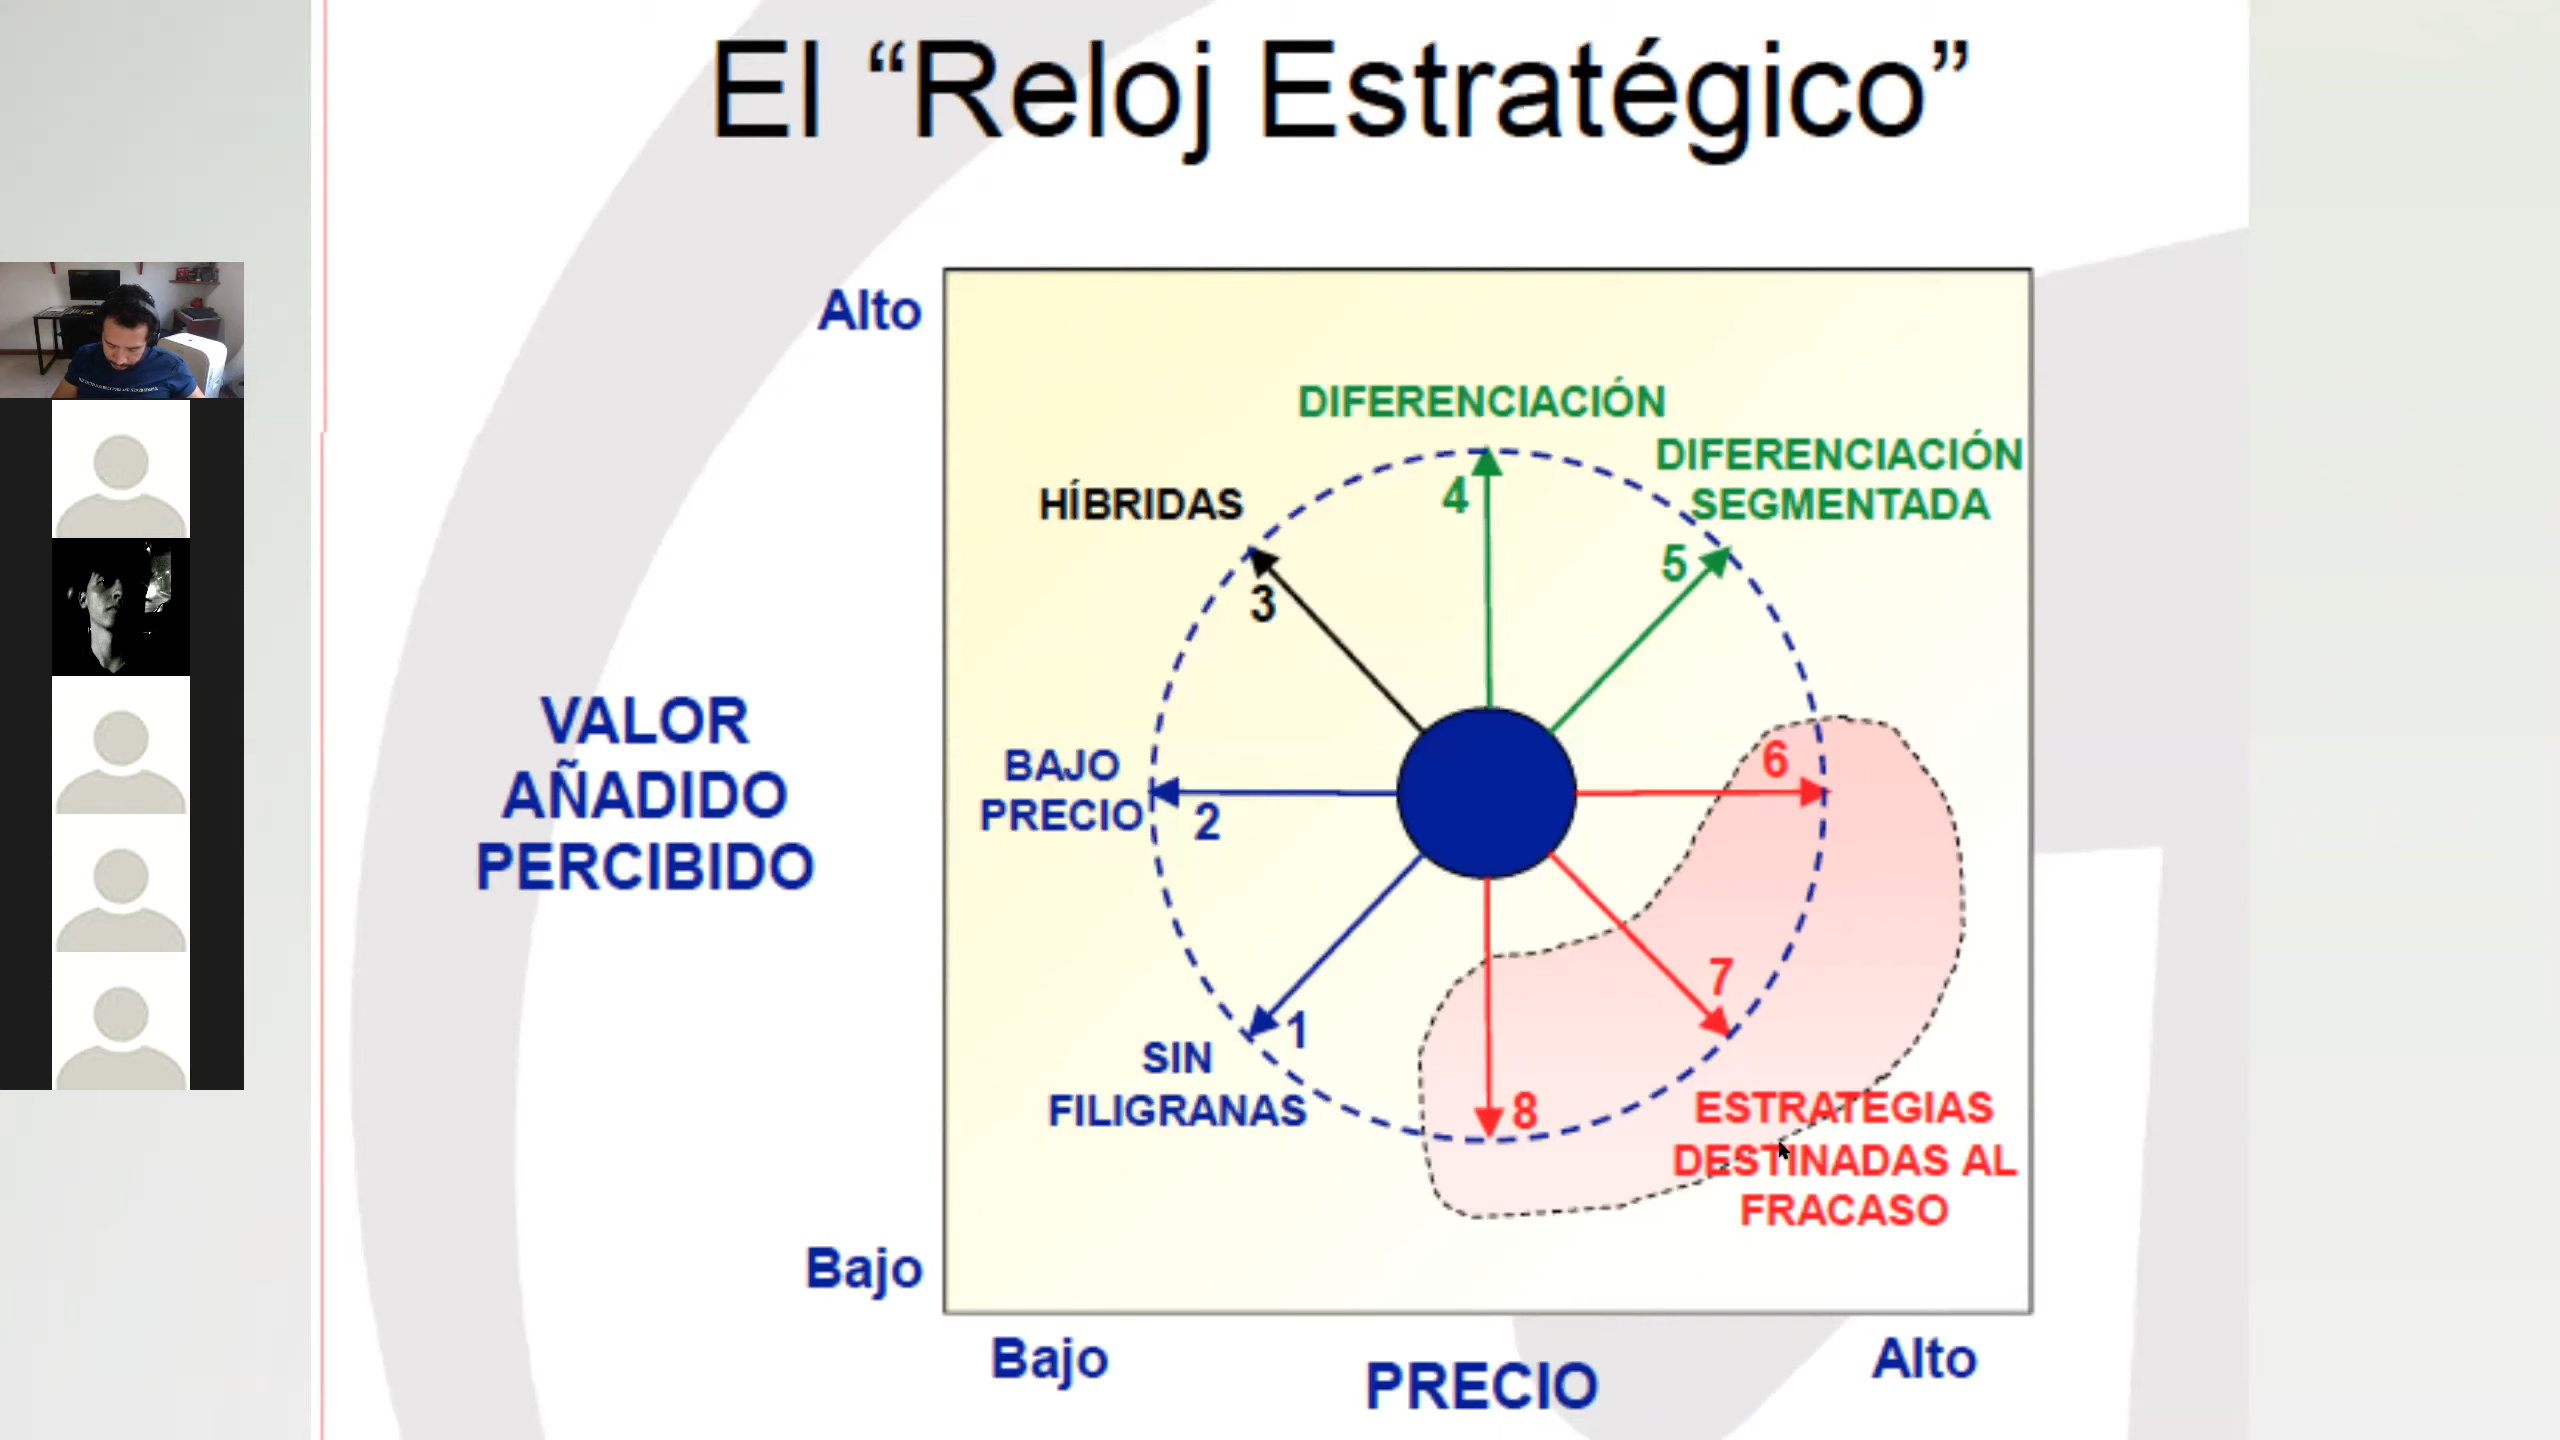 El “Reloj Estratégico”
Alto
DIFERENCIACIÓN
DIFERENCIACIÓN
SEGMENTADA
HÍBRIDAS
4
5
3
VALOR
AÑADIDO
PERCIBIDO
BAJO
PRECIO
2
6
7
1
SIN
FILIGRANAS
8
ESTRATEGIAS
DESTINADAS AL
FRACASO
Bajo
Bajo
PRECIO
Alto